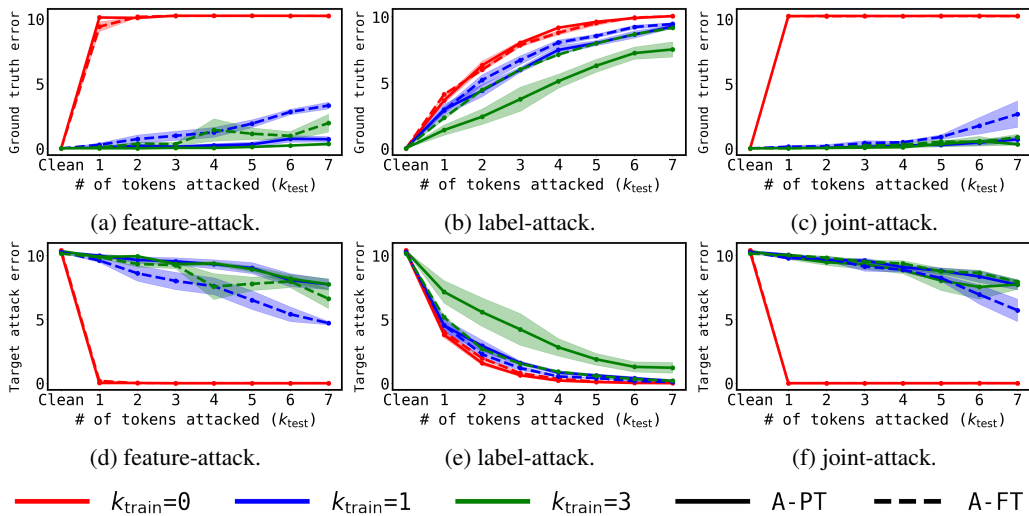 10
5
0
Ground truth error
Clean 1 2 3 4 5 6 7
# of tokens attacked (k_test)
(a) feature-attack.
10
5
0
Ground truth error
Clean 1 2 3 4 5 6 7
# of tokens attacked (k_test)
(b) label-attack.
10
5
0
Ground truth error
Clean 1 2 3 4 5 6 7
# of tokens attacked (k_test)
(c) joint-attack.
10
5
0
Target attack error
Clean 1 2 3 4 5 6 7
# of tokens attacked (k_test)
(d) feature-attack.
10
5
0
Target attack error
Clean 1 2 3 4 5 6 7
# of tokens attacked (k_test)
(e) label-attack.
10
5
0
Target attack error
Clean 1 2 3 4 5 6 7
# of tokens attacked (k_test)
(f) joint-attack.
k_train=0 k_train=1 k_train=3 A-PT A-FT